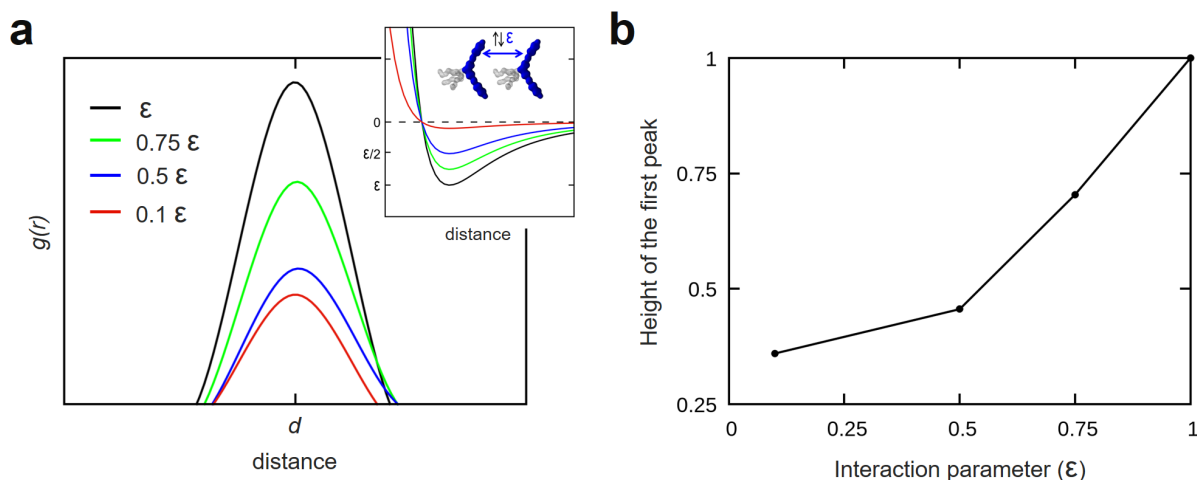 a
ε
0.75 ε
0.5 ε
0.1 ε
g(r)
d
distance
ε
0
ε/2
ε
distance
b
1
0.75
0.5
0.25
0
0.25
0.5
0.75
1
Height of the first peak
Interaction parameter (ε)